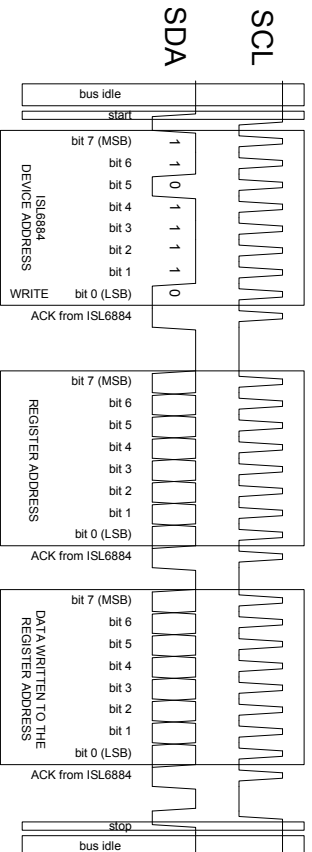 SCL
SDA
bus idle
start
bit 7 (MSB)
1
bit 6
1
bit 5
0
bit 4
1
bit 3
1
bit 2
1
bit 1
1
bit 0 (LSB)
0
ISL6884
DEVICE ADDRESS
WRITE
ACK from ISL6884
bit 7 (MSB)
bit 6
bit 5
bit 4
bit 3
bit 2
bit 1
bit 0 (LSB)
REGISTER ADDRESS
ACK from ISL6884
bit 7 (MSB)
bit 6
bit 5
bit 4
bit 3
bit 2
bit 1
bit 0 (LSB)
DATA WRITTEN TO THE
REGISTER ADDRESS
ACK from ISL6884
stop
bus idle